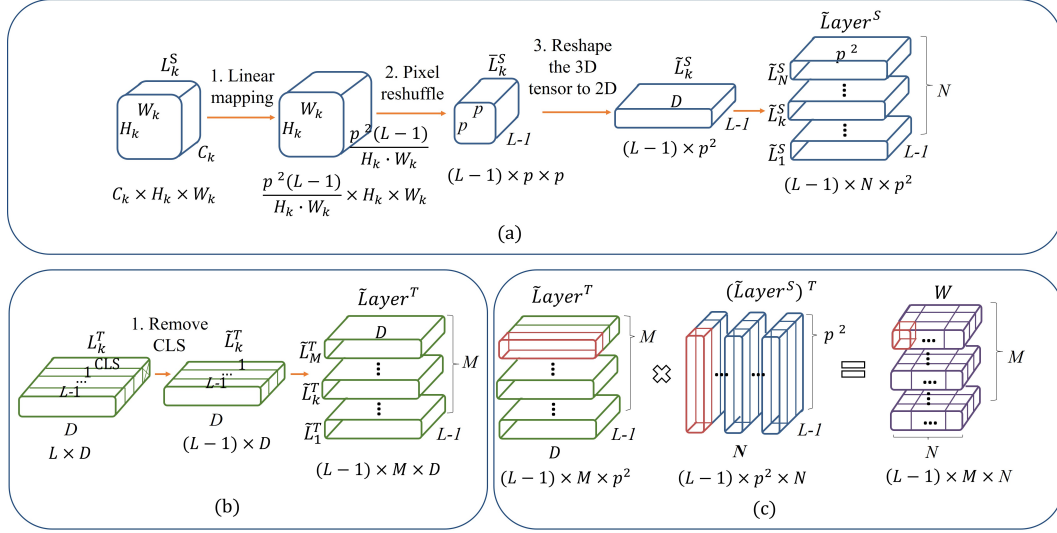 L_k^S
1. Linear mapping
W_k
H_k
C_k
C_k × H_k × W_k
W_k
H_k
p^2(L−1) / H_k · W_k
p^2(L−1) / H_k · W_k × H_k × W_k
2. Pixel reshuffle
L̄_k^S
p
p
L-1
(L−1) × p × p
3. Reshape the 3D tensor to 2D
L̃_k^S
D
L-1
(L−1) × p^2
L̃ayer^S
p^2
L̃_N^S
L̃_k^S
L̃_1^S
⋮
⋮
N
L-1
(L−1) × N × p^2
(a)
L_k^T
CLS
1
...
L-1
D
L × D
1. Remove CLS
L̃_k^T
1
...
L-1
D
(L−1) × D
L̃ayer^T
D
L̃_M^T
L̃_k^T
L̃_1^T
⋮
⋮
M
L-1
(L−1) × M × D
(b)
L̃ayer^T
M
⋮
⋮
L-1
D
(L−1) × M × p^2
×
(L̃ayer^S)^T
p^2
... ...
L-1
N
(L−1) × p^2 × N
=
W
...
⋮
...
⋮
...
M
N
(L−1) × M × N
(c)